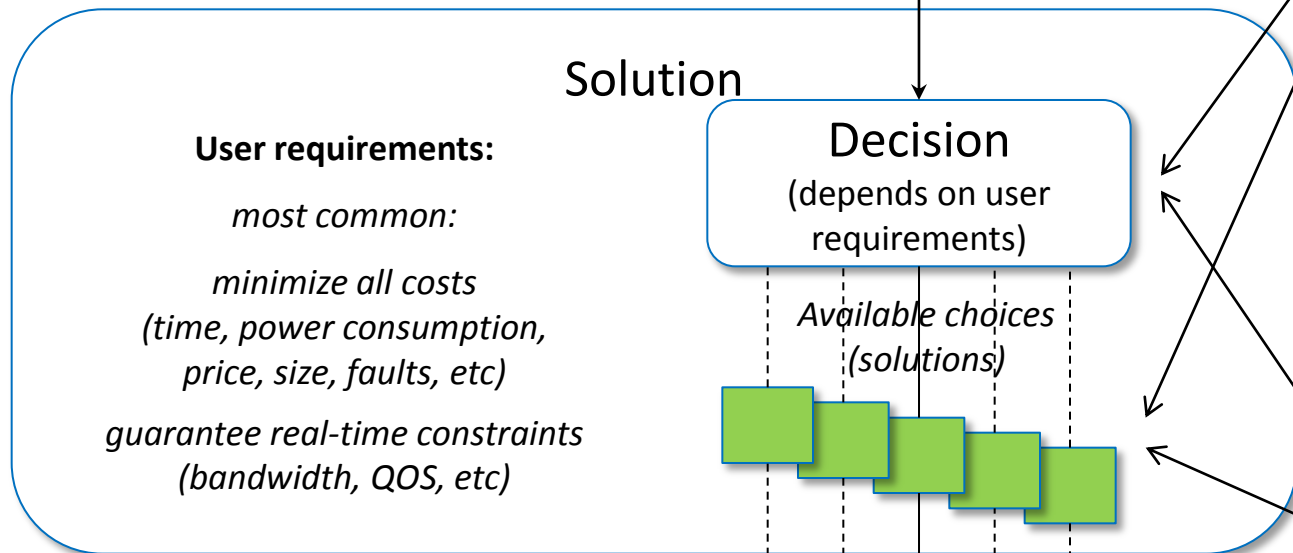 Solution
User requirements:
most common:
minimize all costs
(time, power consumption,
price, size, faults, etc)
guarantee real-time constraints
(bandwidth, QOS, etc)
Decision
(depends on user
requirements)
Available choices
(solutions)